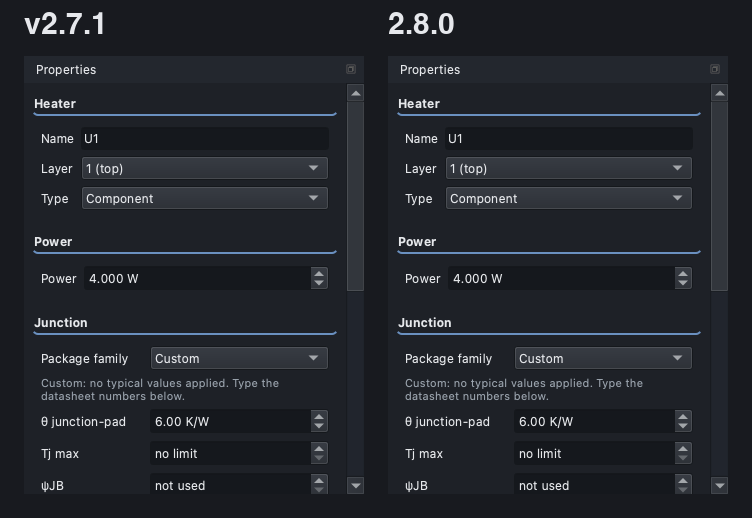 v2.7.1
Properties
Heater
Name U1
Layer 1 (top)
Type Component
Power
Power 4.000 W
Junction
Package family Custom
Custom: no typical values applied. Type the
datasheet numbers below.
θ junction-pad 6.00 K/W
Tj max no limit
ψJB not used
2.8.0
Properties
Heater
Name U1
Layer 1 (top)
Type Component
Power
Power 4.000 W
Junction
Package family Custom
Custom: no typical values applied. Type the
datasheet numbers below.
θ junction-pad 6.00 K/W
Tj max no limit
ψJB not used